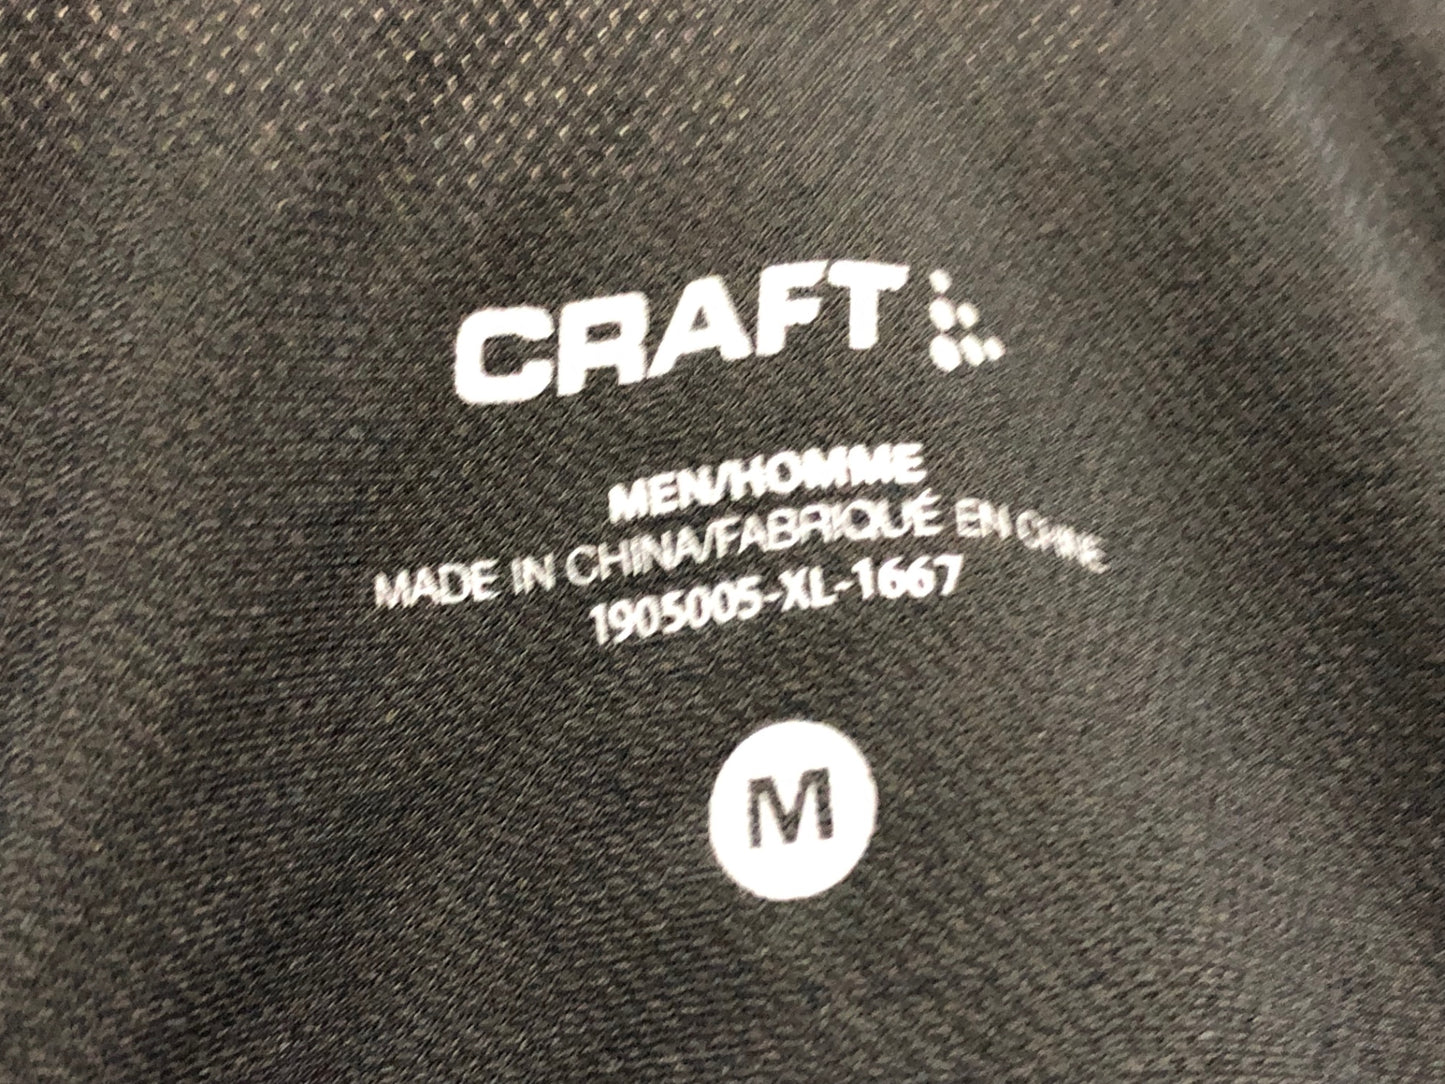 CRAFT
MEN/HOMME
MADE IN CHINA/FABRIQUÉ EN CHINE
1905005-XL-1667
M